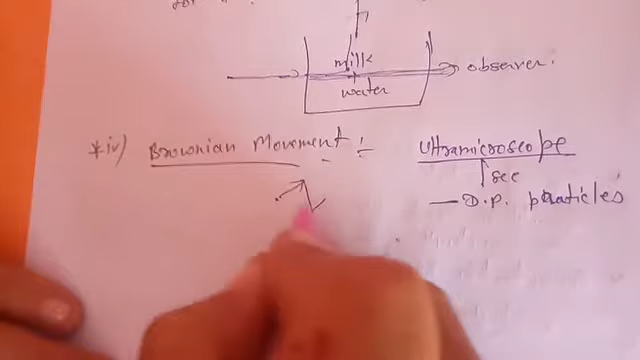 milk
observer.
water
*iv) Brownian Movement :- Ultramicroscope
see
— D.P. particles